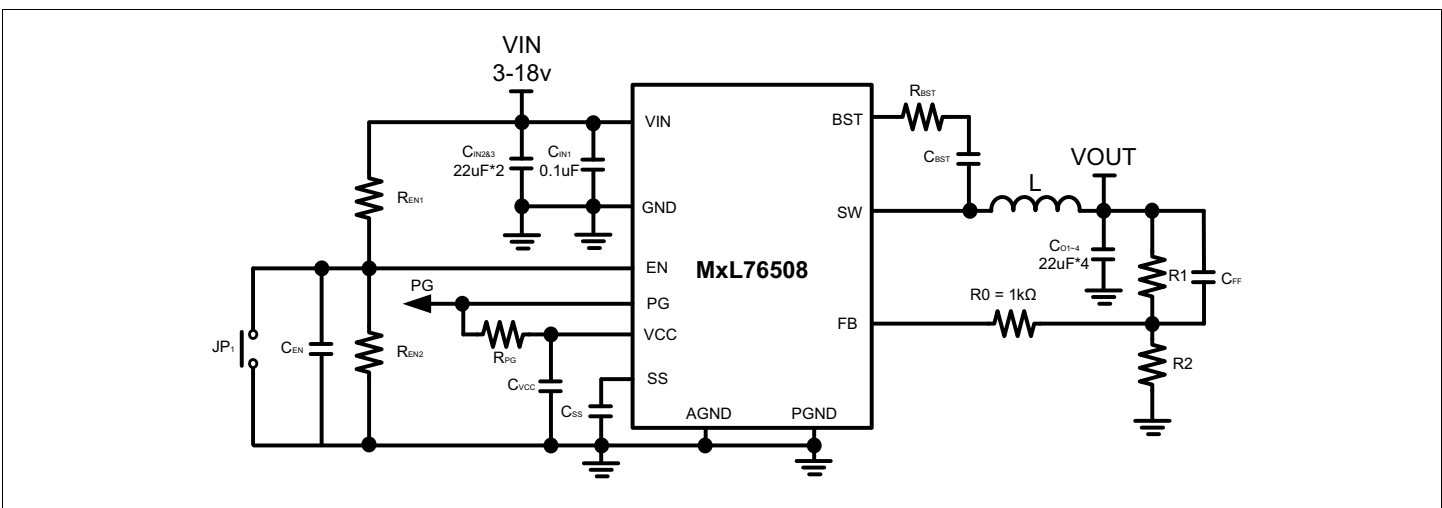 VIN
3-18v
VIN
BST
RBST
CBST
VOUT
CIN2&3
22uF*2
CIN1
0.1uF
REN1
GND
SW
L
CO1~4
22uF*4
R1
CFF
EN
MxL76508
PG
PG
R0 = 1kΩ
FB
VCC
JP1
CEN
REN2
RPG
R2
CVCC
SS
CSS
AGND
PGND